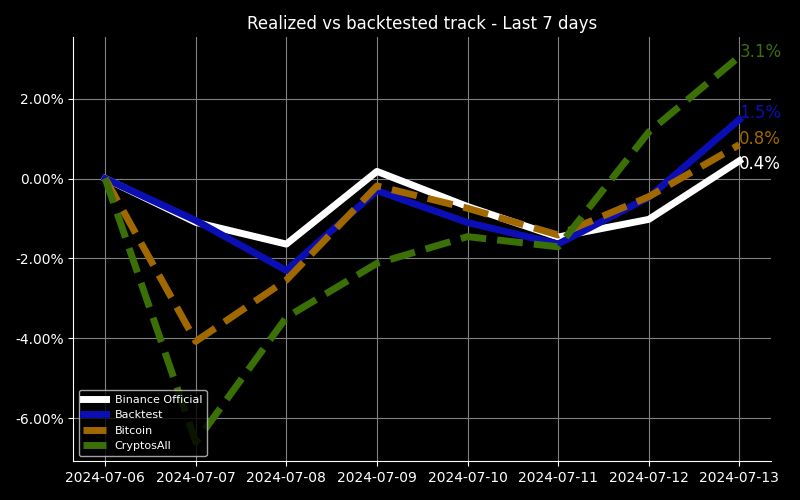 Realized vs backtested track - Last 7 days
3.1%
2.00%
1.5%
0.8%
0.4%
0.00%
-2.00%
-4.00%
-6.00%
Binance Official
Backtest
Bitcoin
CryptosAll
2024-07-06 2024-07-07 2024-07-08 2024-07-09 2024-07-10 2024-07-11 2024-07-12 2024-07-13